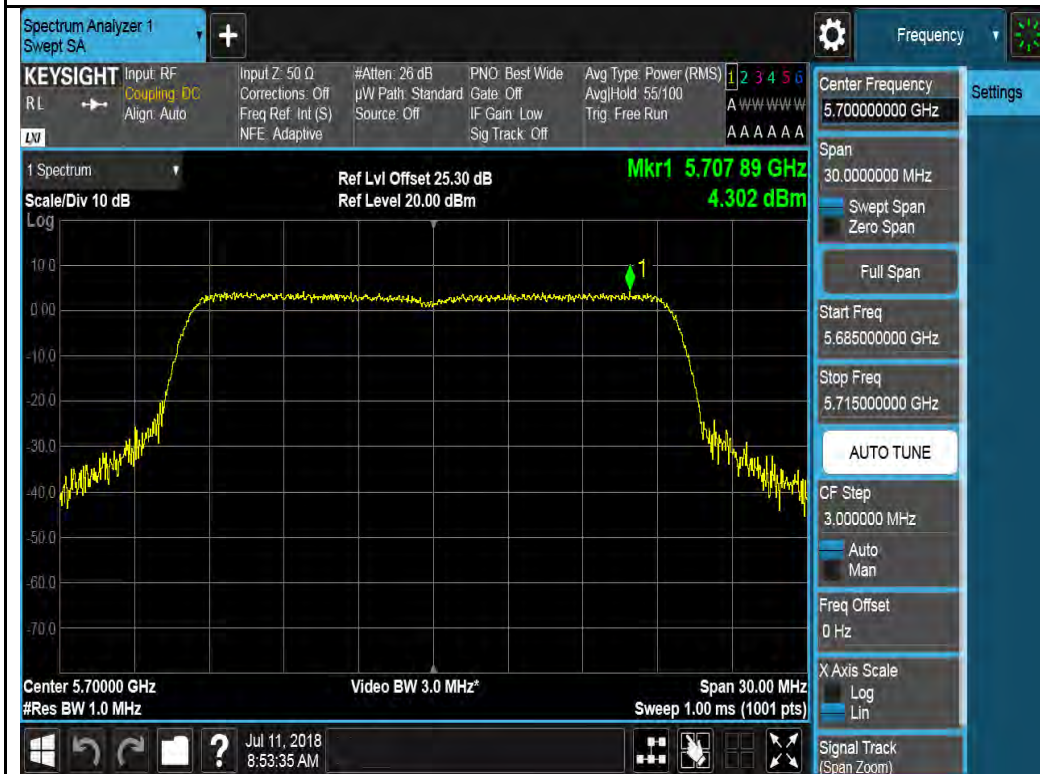 Spectrum Analyzer 1
Swept SA
+
Frequency
KEYSIGHT
RL
LXI
Input: RF
Coupling: DC
Align: Auto
Input Z: 50 Ω
Corrections: Off
Freq Ref: Int (S)
NFE: Adaptive
#Atten: 26 dB
µW Path: Standard
Source: Off
PNO: Best Wide
Gate: Off
IF Gain: Low
Sig Track: Off
Avg Type: Power (RMS)
Avg|Hold: 55/100
Trig: Free Run
1 2 3 4 5 6
A W W W W W
A A A A A A
1 Spectrum
Scale/Div 10 dB
Ref Lvl Offset 25.30 dB
Ref Level 20.00 dBm
Mkr1 5.707 89 GHz
4.302 dBm
Log
10.0
0.00
-10.0
-20.0
-30.0
-40.0
-50.0
-60.0
-70.0
1
Center 5.70000 GHz
#Res BW 1.0 MHz
Video BW 3.0 MHz*
Span 30.00 MHz
Sweep 1.00 ms (1001 pts)
Center Frequency
5.700000000 GHz
Settings
Span
30.0000000 MHz
Swept Span
Zero Span
Full Span
Start Freq
5.685000000 GHz
Stop Freq
5.715000000 GHz
AUTO TUNE
CF Step
3.000000 MHz
Auto
Man
Freq Offset
0 Hz
X Axis Scale
Log
Lin
Signal Track
(Span Zoom)
?
Jul 11, 2018
8:53:35 AM